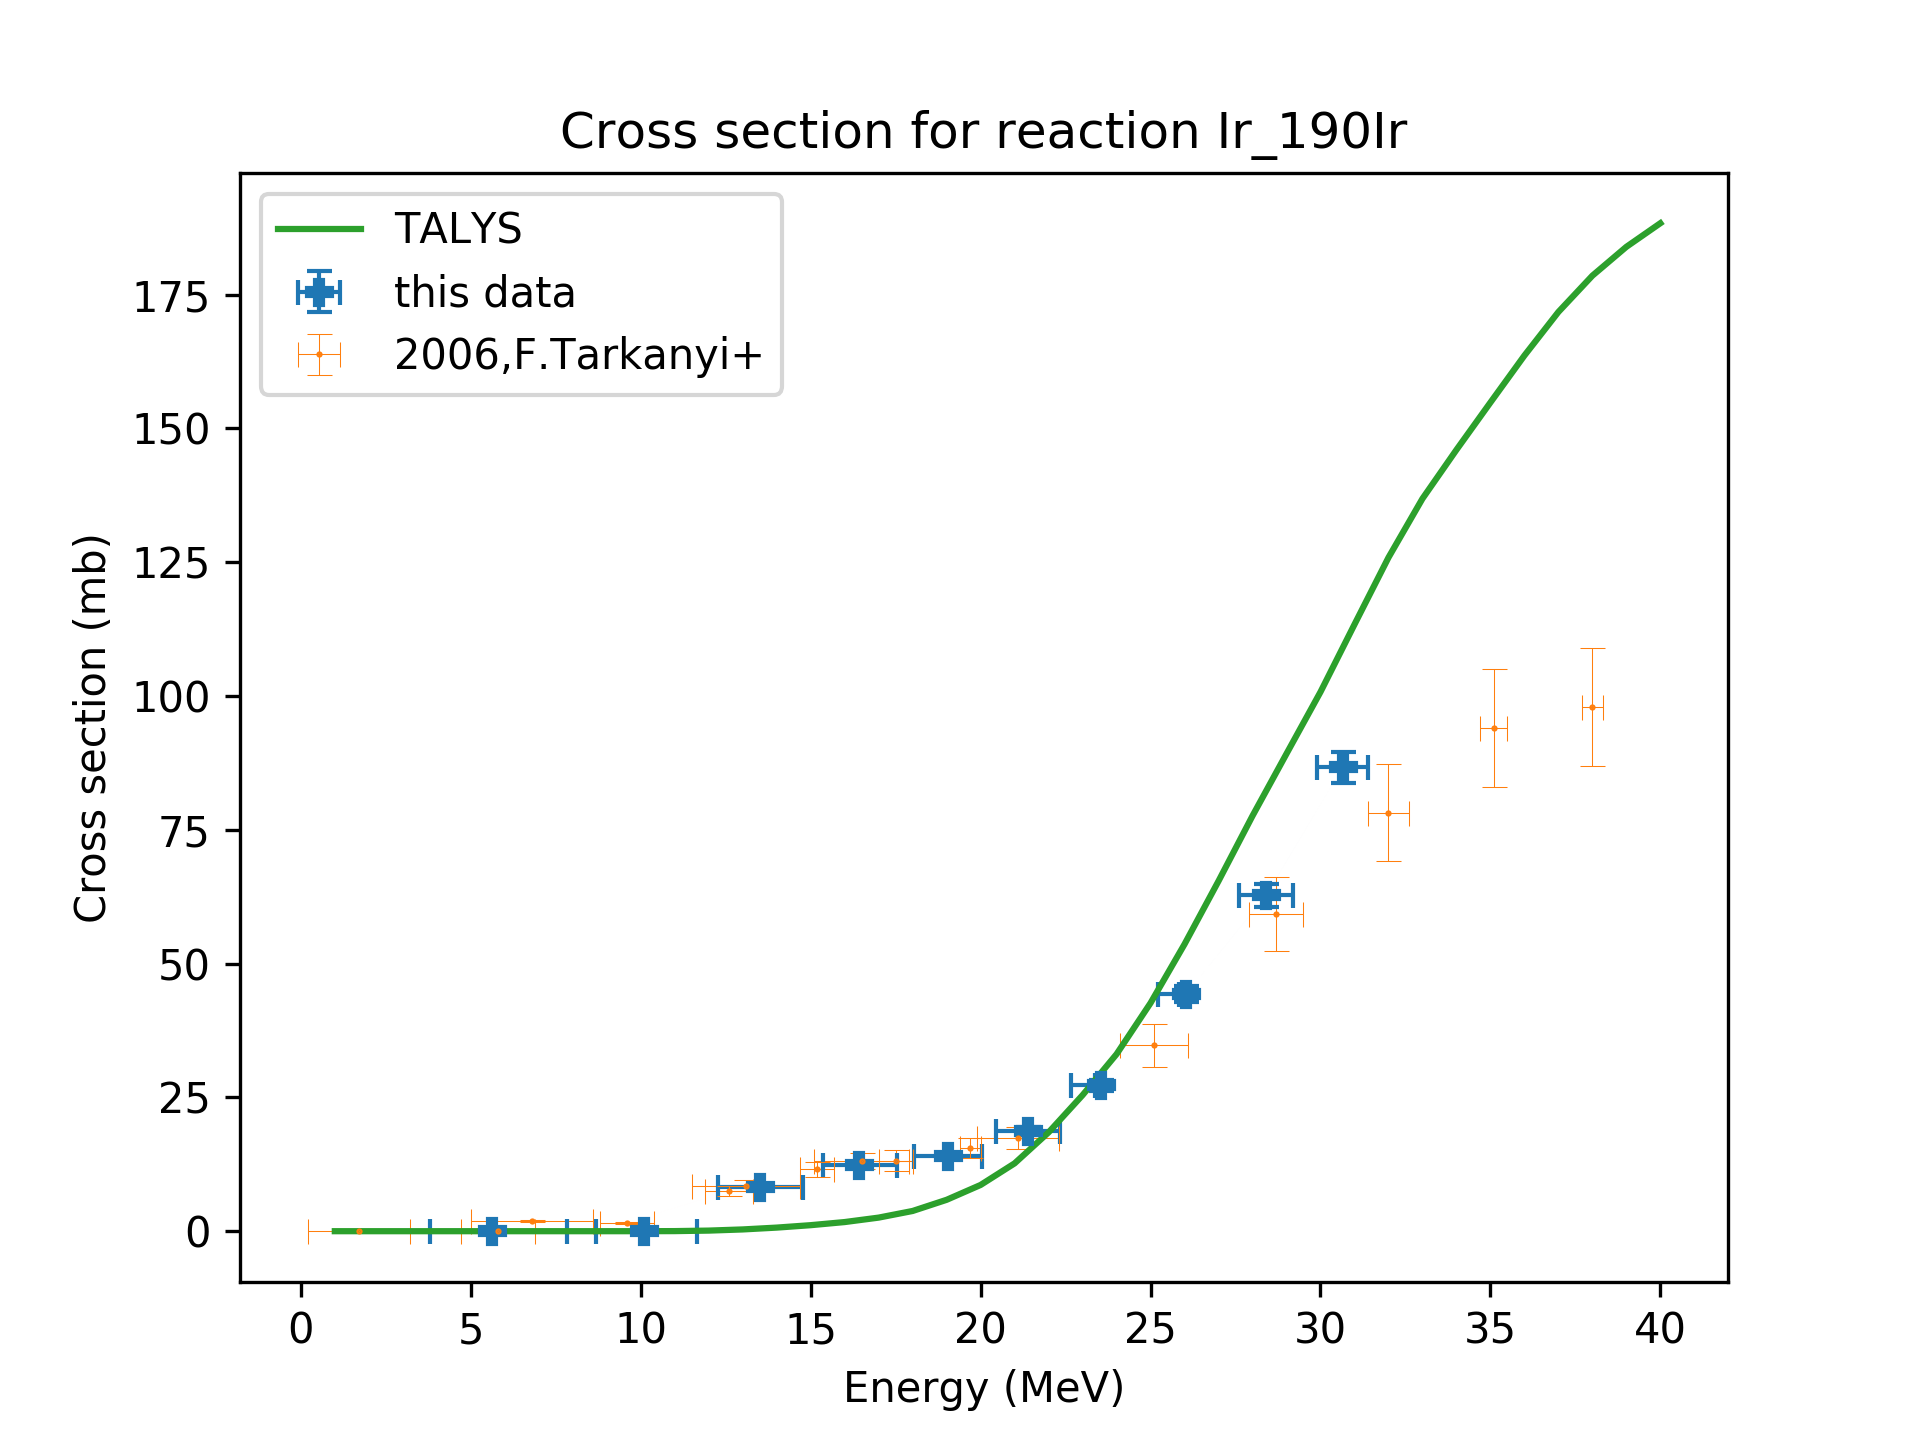 Cross section for reaction Ir_190Ir
TALYS
this data
2006,F.Tarkanyi+
175
150
125
100
75
50
25
0
Cross section (mb)
0 5 10 15 20 25 30 35 40
Energy (MeV)